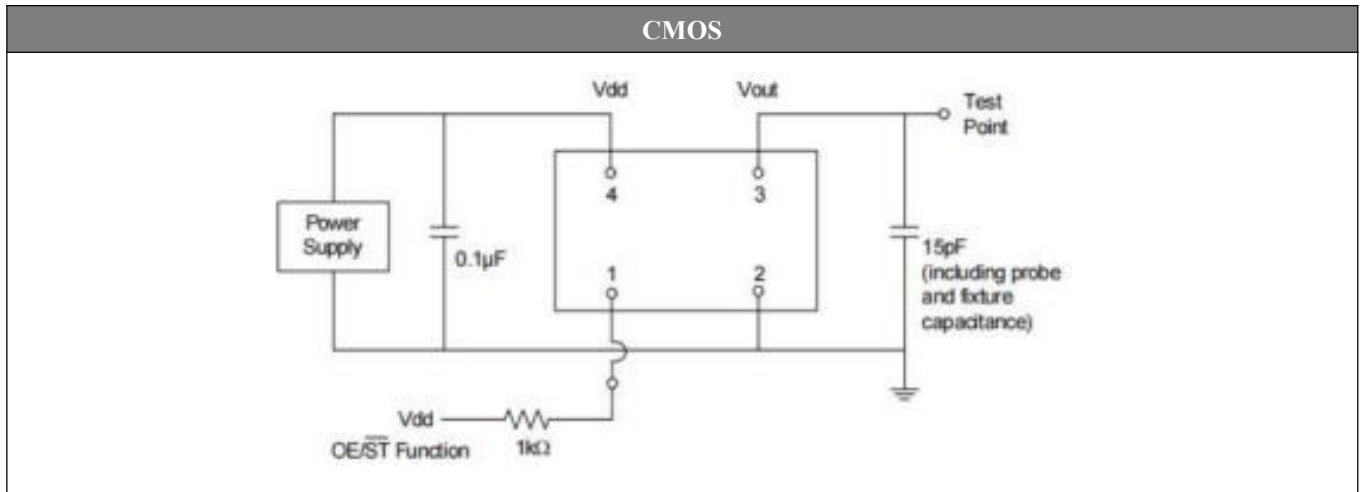 CMOS
Vdd
Vout
Test
Point
4
3
Power
Supply
0.1µF
1
2
15pF
(including probe
and fixture
capacitance)
Vdd
OE/S̅T̅ Function
1kΩ